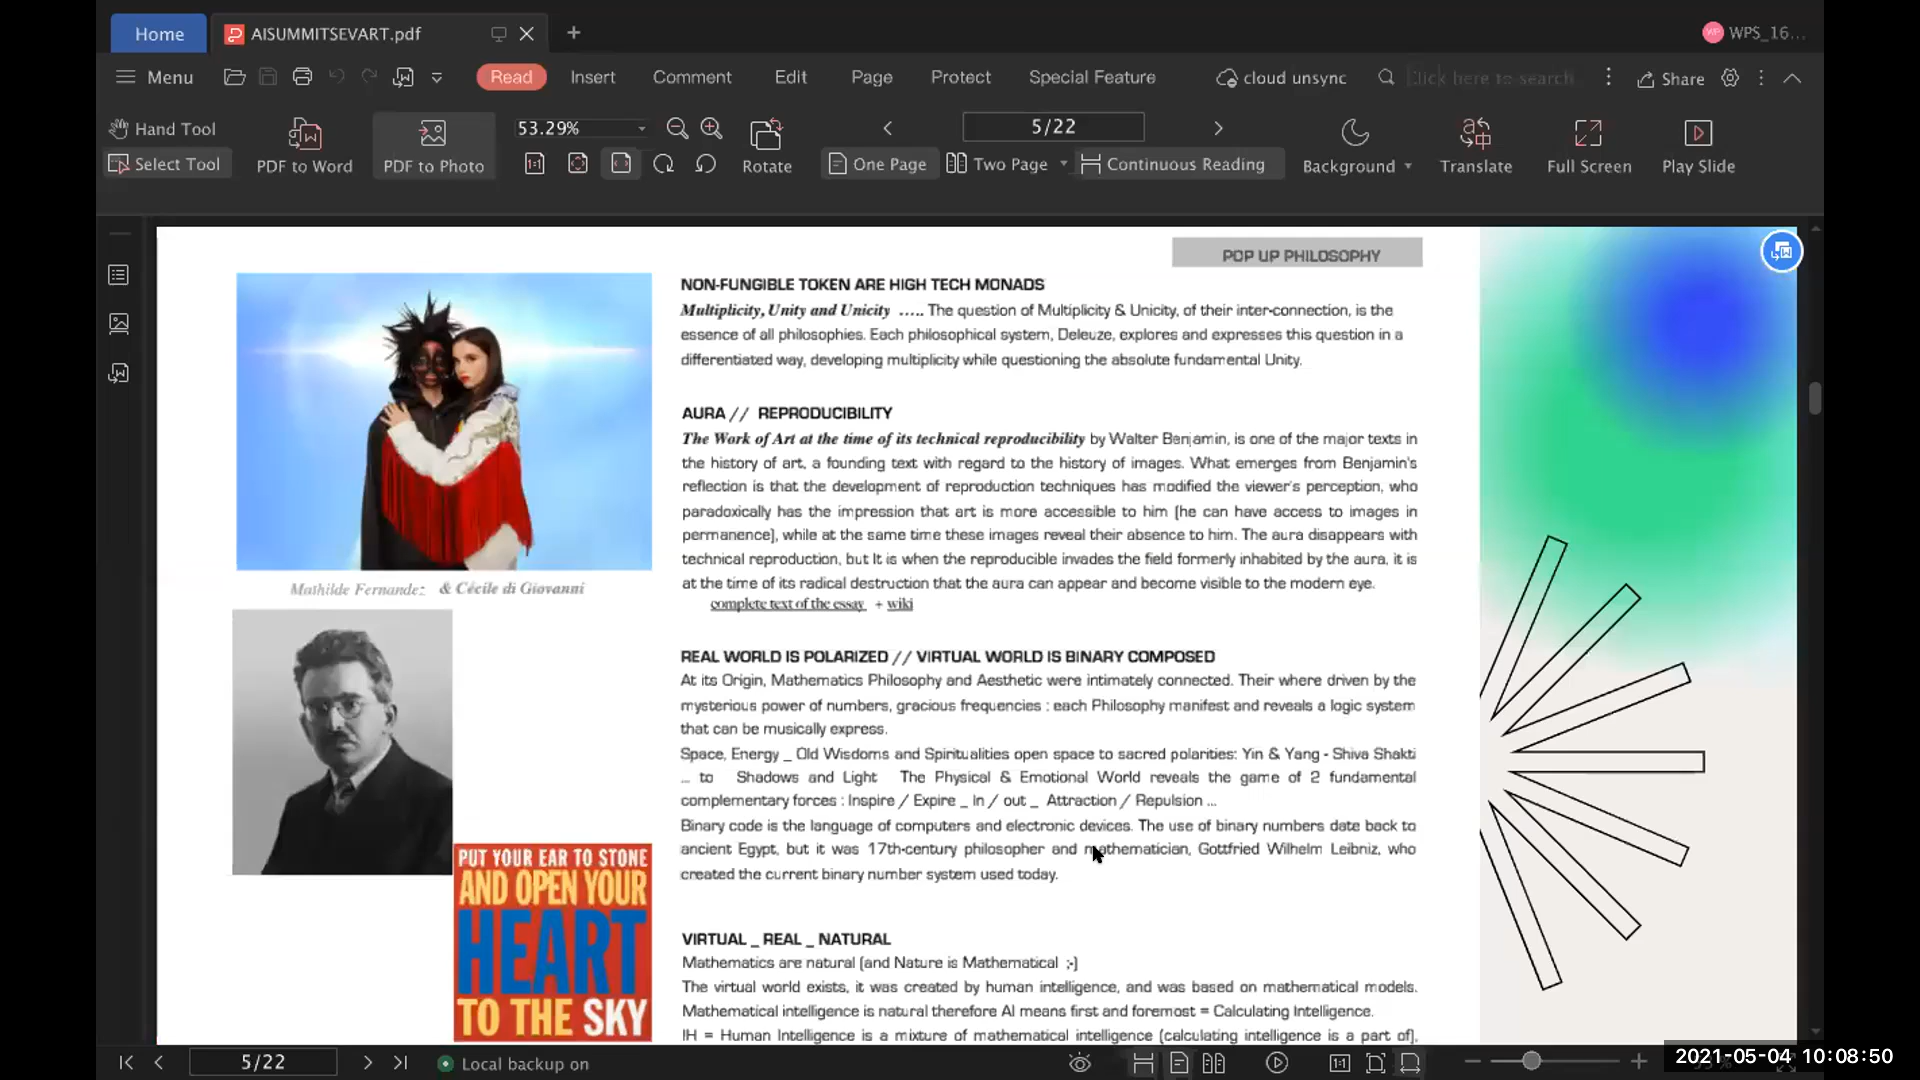 Home
AISUMMITSEVART.pdf
WPS_16...
Menu
Read
Insert
Comment
Edit
Page
Protect
Special Feature
cloud unsync
Click here to search
Share
Hand Tool
Select Tool
PDF to Word
PDF to Photo
53.29%
Rotate
5/22
One Page
Two Page
Continuous Reading
Background
Translate
Full Screen
Play Slide
POP UP PHILOSOPHY
NON-FUNGIBLE TOKEN ARE HIGH TECH MONADS
Multiplicity, Unity and Unicity ..... The question of Multiplicity & Unicity, of their inter-connection, is the
essence of all philosophies. Each philosophical system, Deleuze, explores and expresses this question in a
differentiated way, developing multiplicity while questioning the absolute fundamental Unity.
AURA // REPRODUCIBILITY
The Work of Art at the time of its technical reproducibility by Walter Benjamin, is one of the major texts in
the history of art, a founding text with regard to the history of images. What emerges from Benjamin's
reflection is that the development of reproduction techniques has modified the viewer's perception, who
paradoxically has the impression that art is more accessible to him (he can have access to images in
permanence), while at the same time these images reveal their absence to him. The aura disappears with
technical reproduction, but It is when the reproducible invades the field formerly inhabited by the aura, it is
at the time of its radical destruction that the aura can appear and become visible to the modern eye.
complete text of the essay + wiki
Mathilde Fernandez & Cécile di Giovanni
REAL WORLD IS POLARIZED // VIRTUAL WORLD IS BINARY COMPOSED
At its Origin, Mathematics Philosophy and Aesthetic were intimately connected. Their where driven by the
mysterious power of numbers, gracious frequencies : each Philosophy manifest and reveals a logic system
that can be musically express.
Space, Energy _ Old Wisdoms and Spiritualities open space to sacred polarities: Yin & Yang - Shiva Shakti
... to Shadows and Light The Physical & Emotional World reveals the game of 2 fundamental
complementary forces : Inspire / Expire _ In / out _ Attraction / Repulsion ...
Binary code is the language of computers and electronic devices. The use of binary numbers date back to
ancient Egypt, but it was 17th-century philosopher and mathematician, Gottfried Wilhelm Leibniz, who
created the current binary number system used today.
PUT YOUR EAR TO STONE
AND OPEN YOUR
HEART
TO THE SKY
VIRTUAL _ REAL _ NATURAL
Mathematics are natural (and Nature is Mathematical ;-)
The virtual world exists, it was created by human intelligence, and was based on mathematical models.
Mathematical intelligence is natural therefore AI means first and foremost = Calculating Intelligence.
IH = Human Intelligence is a mixture of mathematical intelligence (calculating intelligence is a part of),
5/22
Local backup on
1:1
2021-05-04 10:08:50